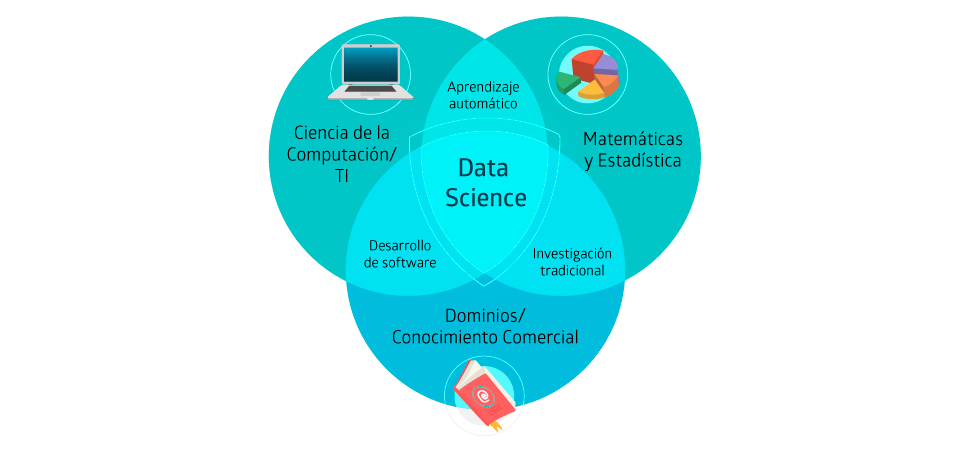 Aprendizaje
automático
Ciencia de la
Computación/
TI
Matemáticas
y Estadística
Data
Science
Desarrollo
de software
Investigación
tradicional
Dominios/
Conocimiento Comercial